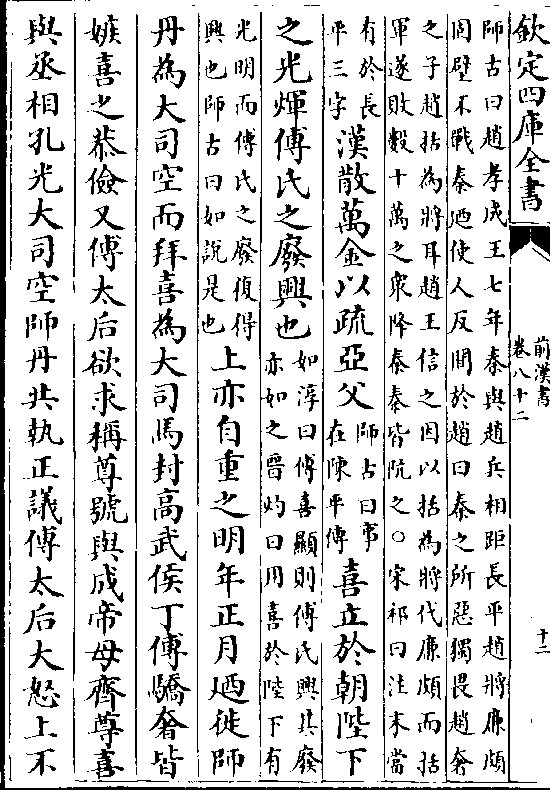 欽定四庫全書
前漢書
卷八十二
十二
師古曰趙孝成王七年秦與趙兵相距長平趙將廉頗
固壁不戰秦迺使人反間於趙曰秦之所惡獨畏趙奢
之子趙括為將耳趙王信之因以括為將代廉頗而括
軍遂敗數十萬之衆降秦秦皆阬之○宋祁曰注末當
有於長
平三字
漢散萬金以疏亞父
師古曰事
在陳平傳
喜立於朝陛下
之光煇傅氏之廢興也
如淳曰傅喜顯則傅氏興其廢
亦如之晉灼曰用喜於陛下有
光明而傅氏之廢復得
興也師古曰如說是也
上亦自重之明年正月迺徙師
丹為大司空而拜喜為大司馬封高武侯丁傅驕奢皆
嫉喜之恭儉又傅太后欲求稱尊號與成帝母齊尊喜
與丞相孔光大司空師丹共執正議傅太后大怒上不